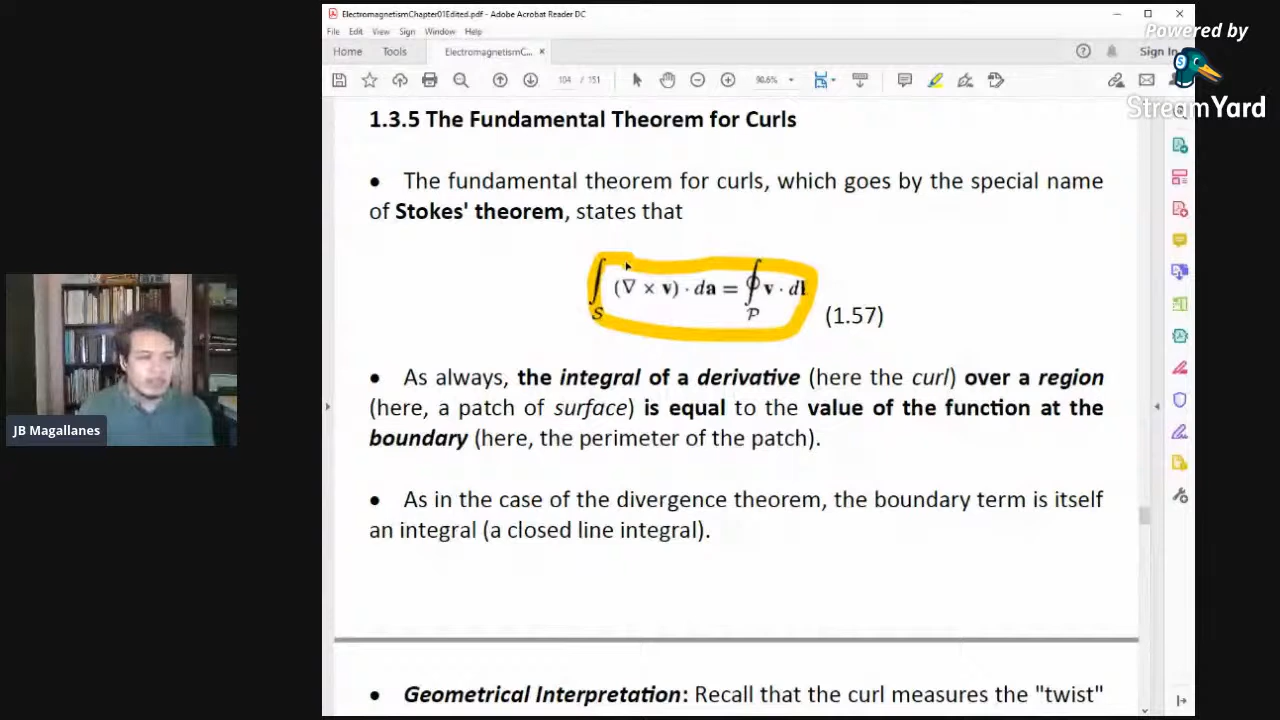 ElectromagnetismChapter01Edited.pdf - Adobe Acrobat Reader DC
File Edit View Sign Window Help
Powered by
StreamYard
Home Tools ElectromagnetismC... × Sign In
104 / 151 90.6%
1.3.5 The Fundamental Theorem for Curls
• The fundamental theorem for curls, which goes by the special name
of Stokes' theorem, states that
∫ (∇ × v) · da = ∮ v · dl
S P (1.57)
• As always, the integral of a derivative (here the curl) over a region
(here, a patch of surface) is equal to the value of the function at the
boundary (here, the perimeter of the patch).
• As in the case of the divergence theorem, the boundary term is itself
an integral (a closed line integral).
• Geometrical Interpretation: Recall that the curl measures the "twist"
JB Magallanes